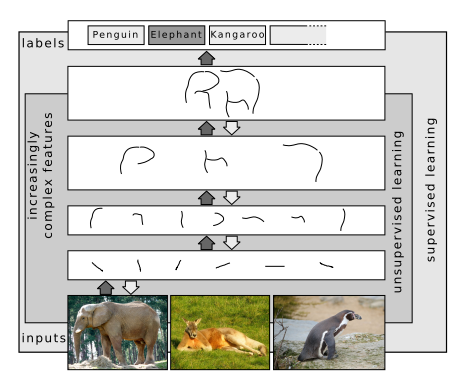 labels
Penguin
Elephant
Kangaroo
increasingly
complex features
unsupervised learning
supervised learning
inputs